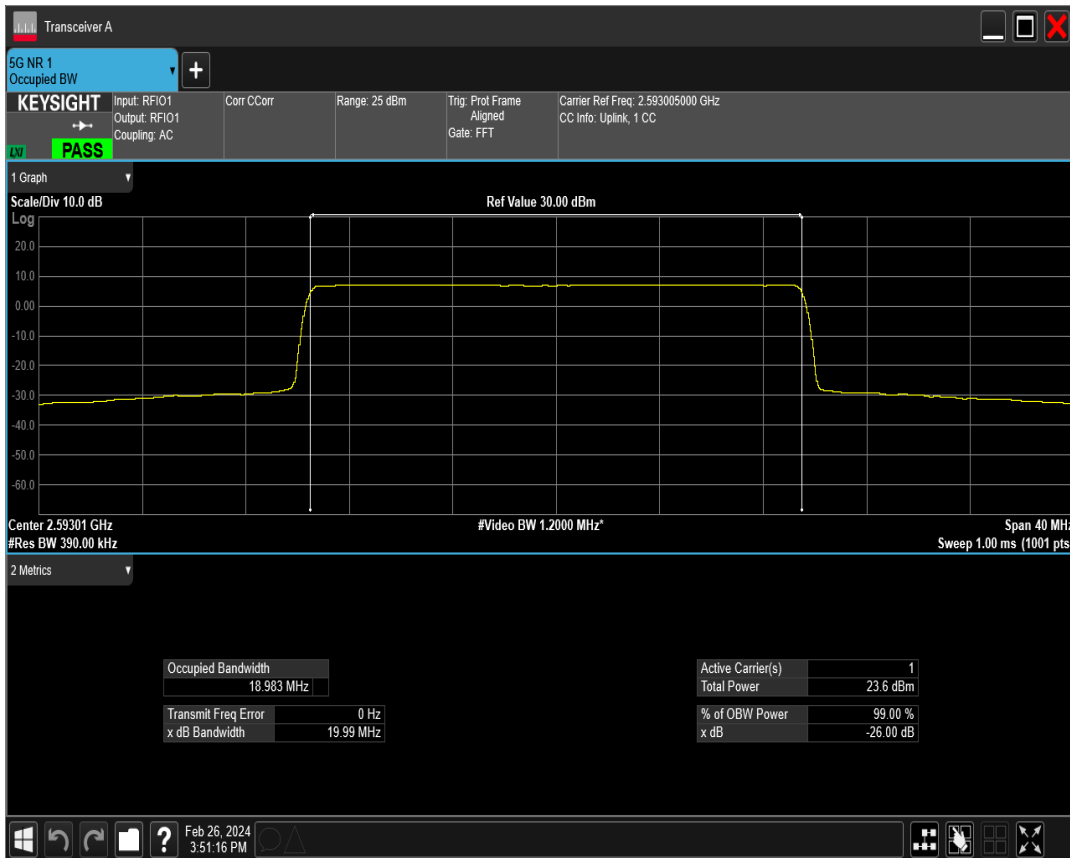 Transceiver A
5G NR 1
Occupied BW
+
KEYSIGHT
LXI
PASS
Input: RFIO1
Output: RFIO1
Coupling: AC
Corr CCorr
Range: 25 dBm
Trig: Prot Frame
Aligned
Gate: FFT
Carrier Ref Freq: 2.593005000 GHz
CC Info: Uplink, 1 CC
1 Graph
Scale/Div 10.0 dB
Ref Value 30.00 dBm
Log
20.0
10.0
0.00
-10.0
-20.0
-30.0
-40.0
-50.0
-60.0
Center 2.59301 GHz
#Video BW 1.2000 MHz*
Span 40 MHz
#Res BW 390.00 kHz
Sweep 1.00 ms (1001 pts
2 Metrics
Occupied Bandwidth
18.983 MHz
Transmit Freq Error 0 Hz
x dB Bandwidth 19.99 MHz
Active Carrier(s) 1
Total Power 23.6 dBm
% of OBW Power 99.00 %
x dB -26.00 dB
?
Feb 26, 2024
3:51:16 PM